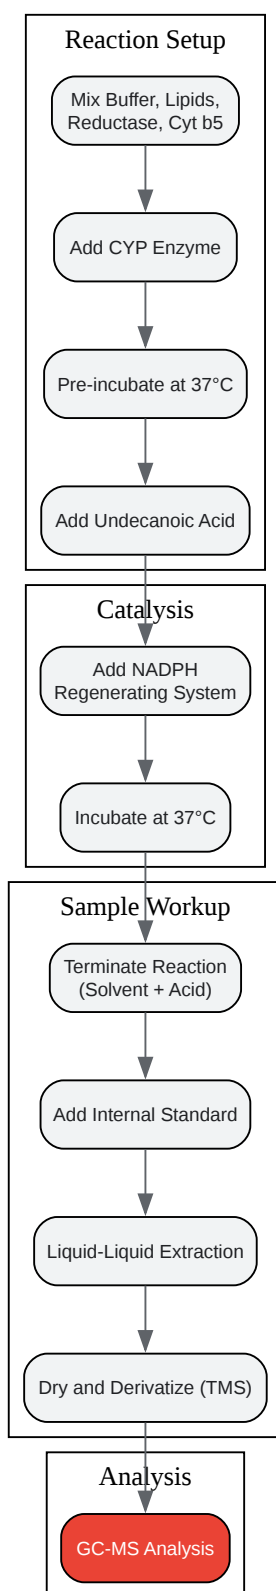 Reaction Setup
Mix Buffer, Lipids,
Reductase, Cyt b5
Add CYP Enzyme
Pre-incubate at 37°C
Add Undecanoic Acid
Catalysis
Add NADPH
Regenerating System
Incubate at 37°C
Sample Workup
Terminate Reaction
(Solvent + Acid)
Add Internal Standard
Liquid-Liquid Extraction
Dry and Derivatize (TMS)
Analysis
GC-MS Analysis